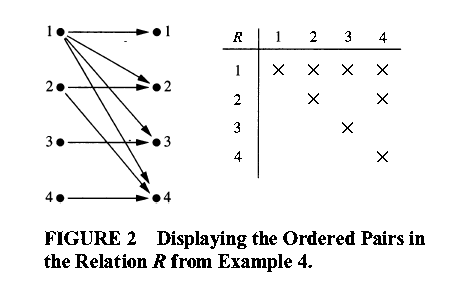 1 1
2 2
3 3
4 4
R 1 2 3 4
1 × × × ×
2 × ×
3 ×
4 ×
FIGURE 2 Displaying the Ordered Pairs in
the Relation R from Example 4.